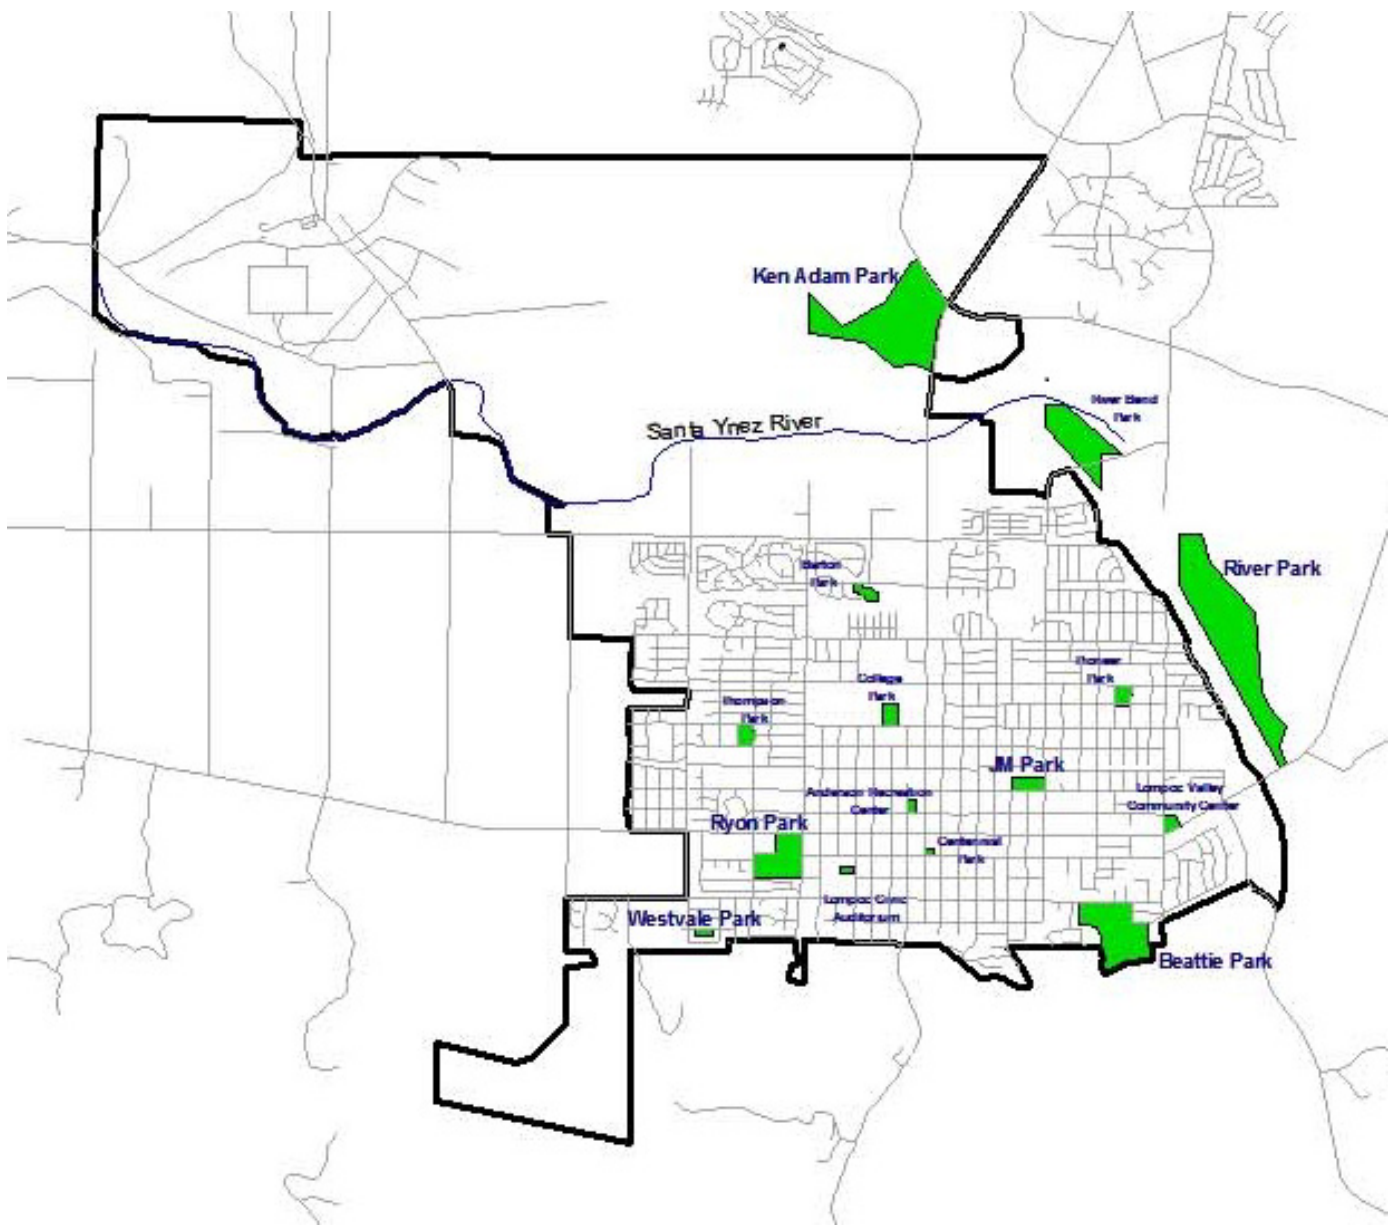 Ken Adam Park
River Bend
Park
Santa Ynez River
Barton
Park
River Park
Pioneer
Park
College
Park
Thompson
Park
JM Park
Anderson Recreation
Center
Lompoc Valley
Community Center
Ryon Park
Centennial
Park
Lompoc Civic
Auditorium
Westvale Park
Beattie Park